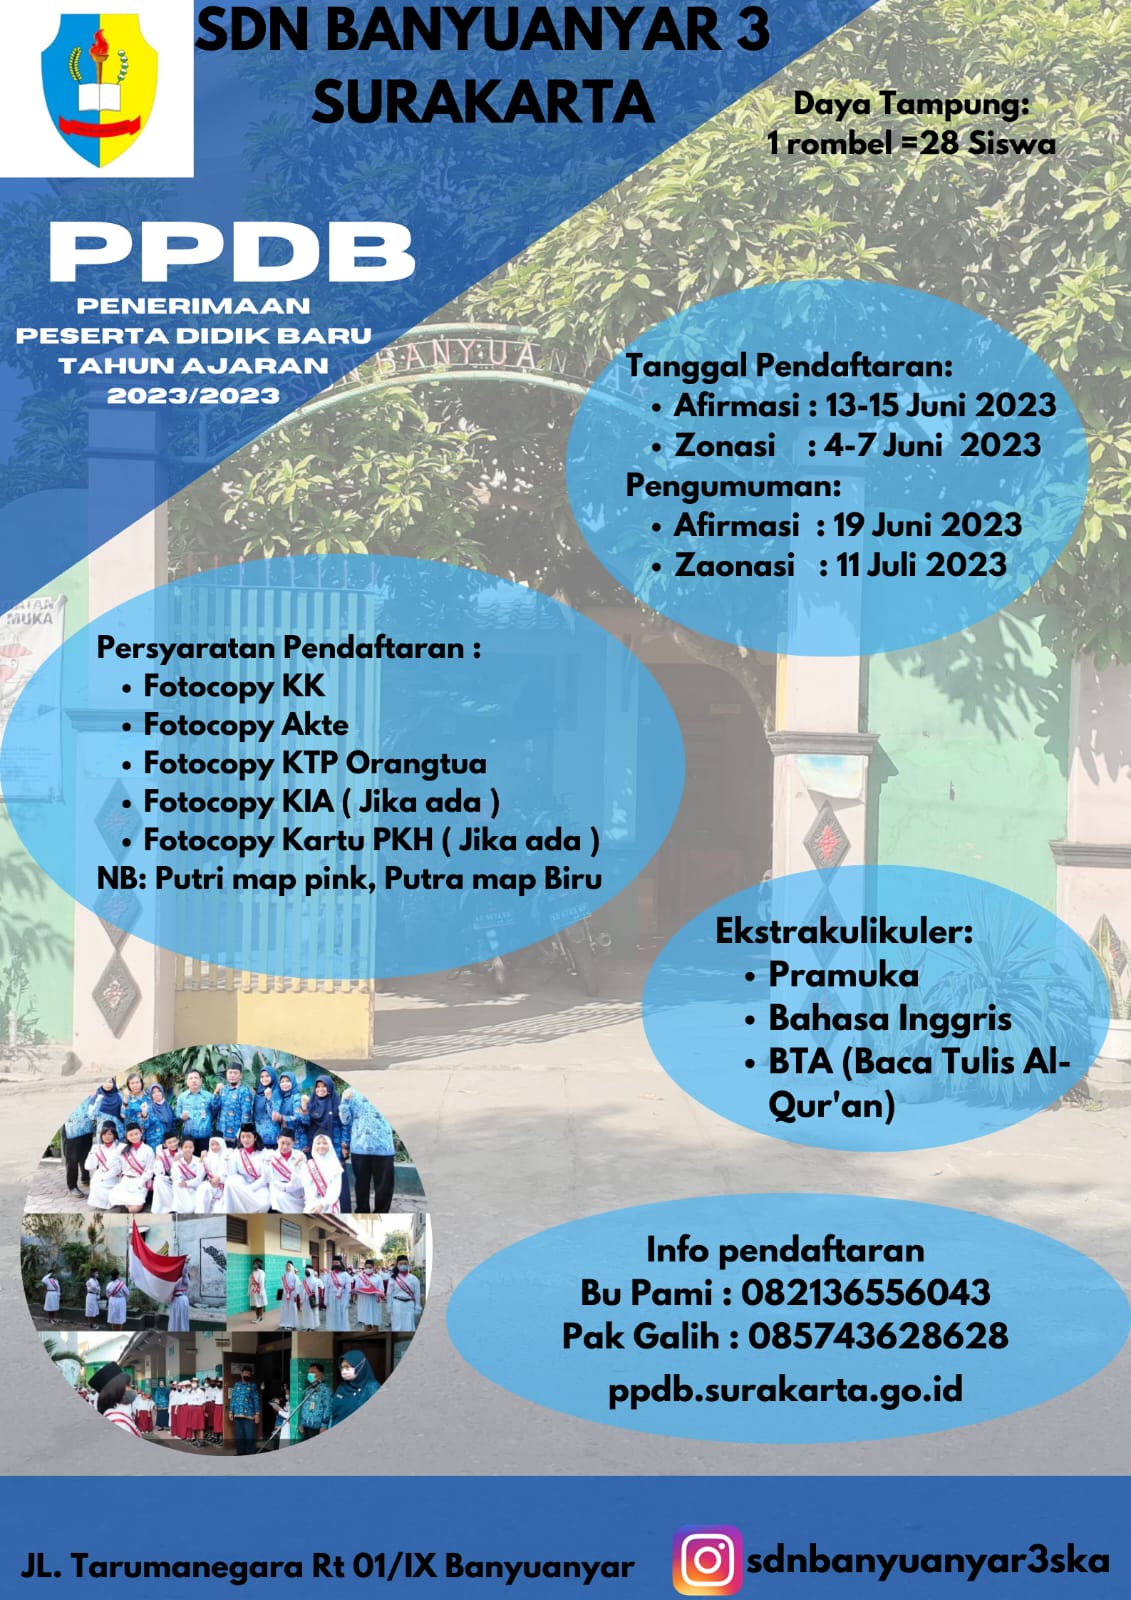 SDN BANYUANYAR 3
SURAKARTA
Daya Tampung:
1 rombel =28 Siswa
PPDB
PENERIMAAN
PESERTA DIDIK BARU
TAHUN AJARAN
2023/2023
SDN BANYUAN
Tanggal Pendaftaran:
• Afirmasi : 13-15 Juni 2023
• Zonasi : 4-7 Juni 2023
Pengumuman:
• Afirmasi : 19 Juni 2023
• Zaonasi : 11 Juli 2023
MUKA
Persyaratan Pendaftaran :
• Fotocopy KK
• Fotocopy Akte
• Fotocopy KTP Orangtua
• Fotocopy KIA ( Jika ada )
• Fotocopy Kartu PKH ( Jika ada )
NB: Putri map pink, Putra map Biru
Ekstrakulikuler:
• Pramuka
• Bahasa Inggris
• BTA (Baca Tulis Al-
Qur'an)
Info pendaftaran
Bu Pami : 082136556043
Pak Galih : 085743628628
ppdb.surakarta.go.id
JL. Tarumanegara Rt 01/IX Banyuanyar
sdnbanyuanyar3ska